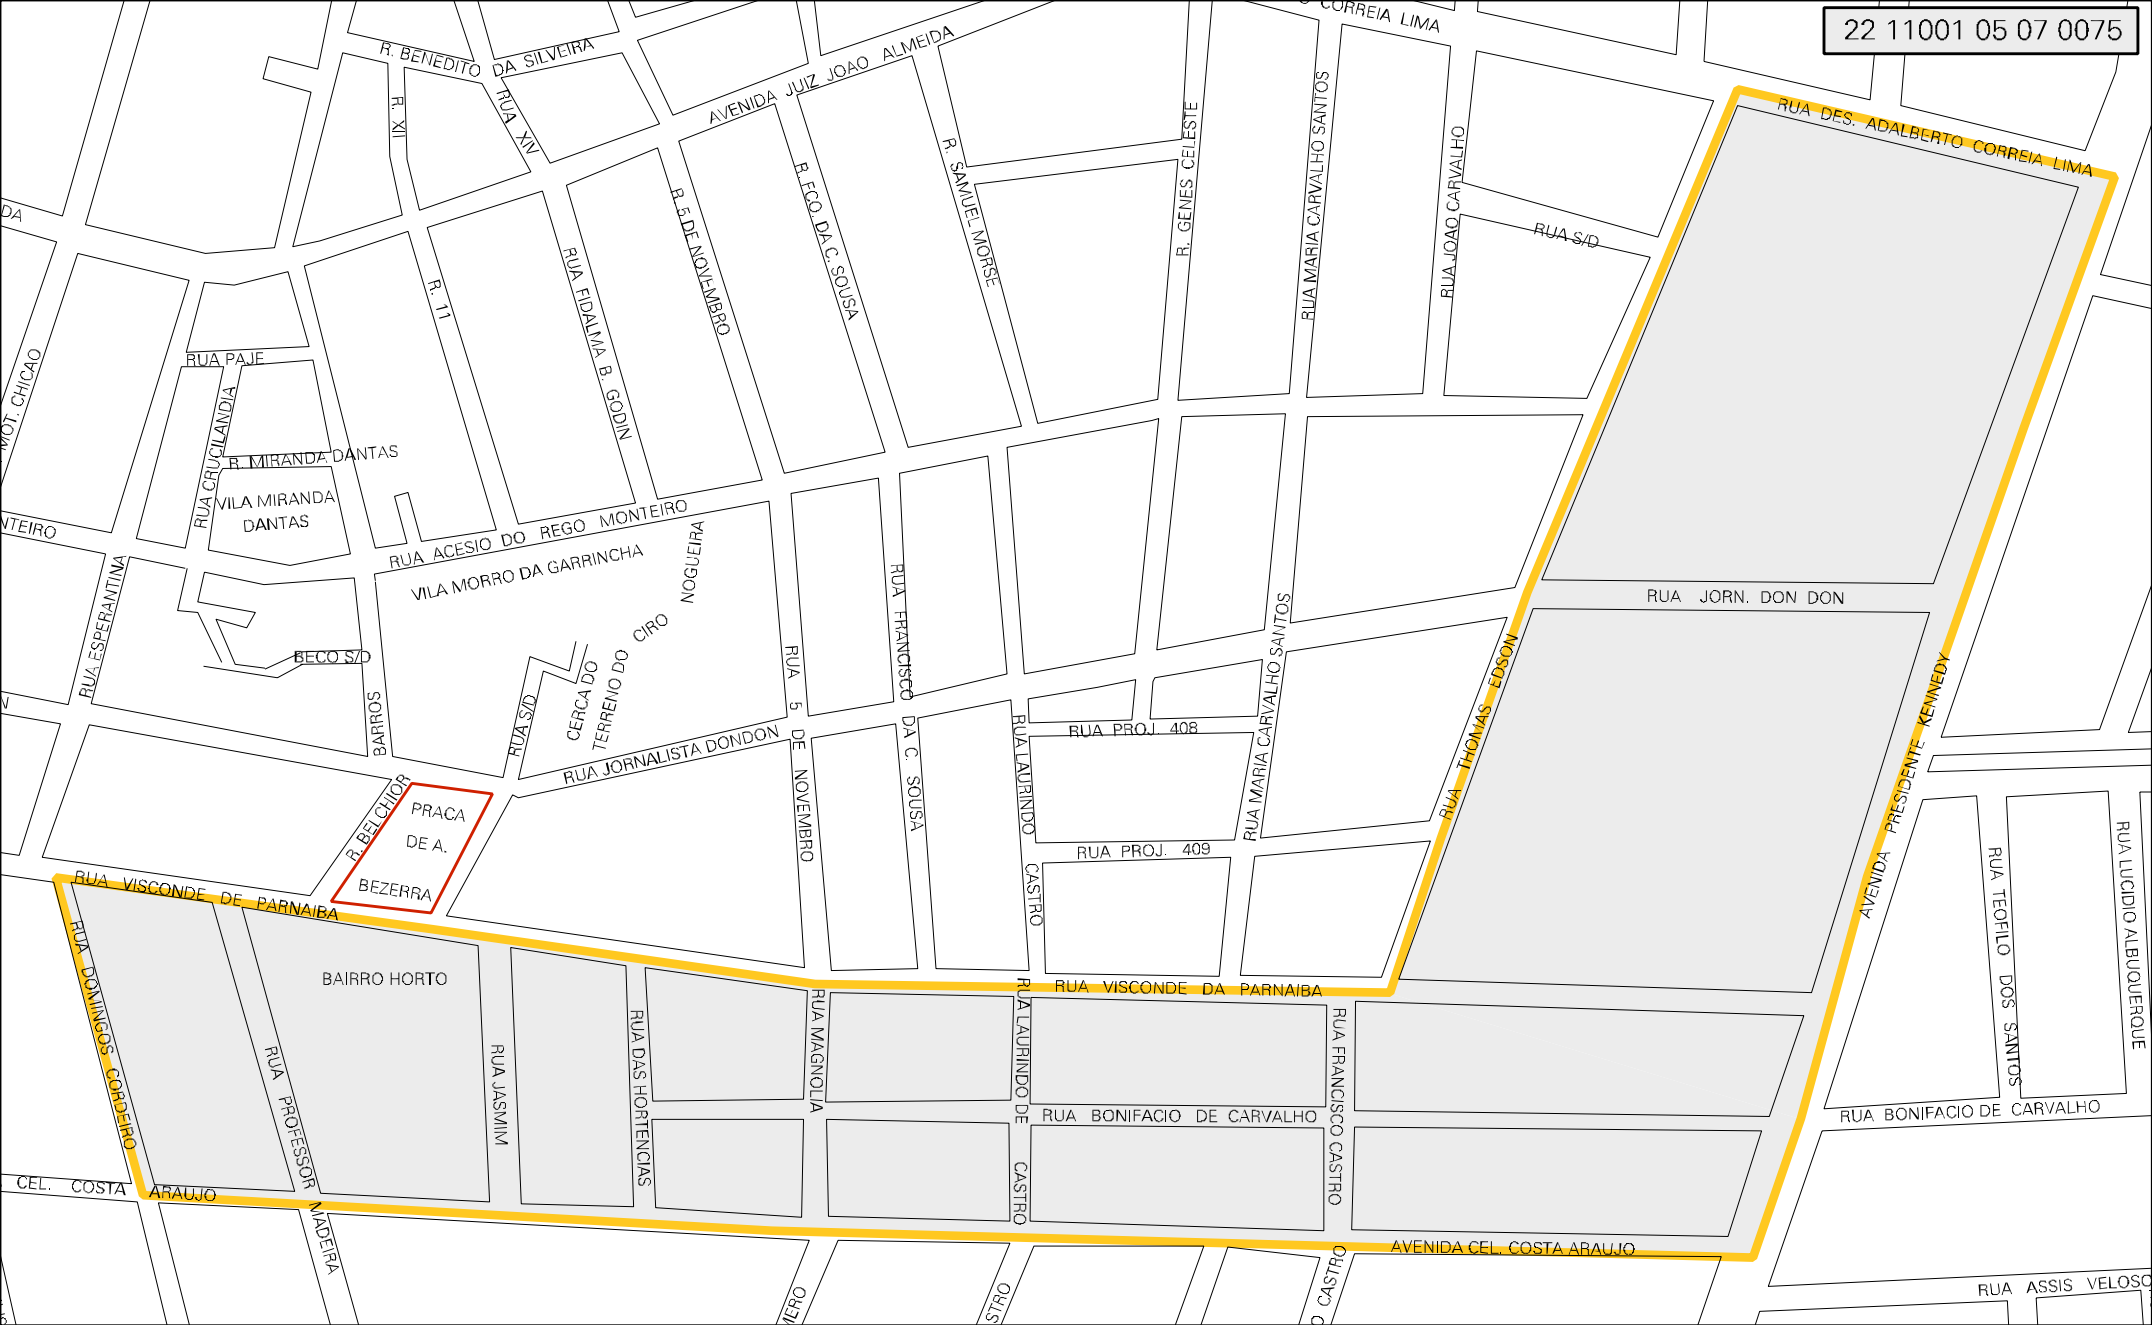 CORREIA LIMA
22 11001 05 07 0075
R. BENEDITO DA SILVEIRA
AVENIDA JUIZ JOAO ALMEIDA
R. XII
RUA XIV
RUA DES. ADALBERTO CORREIA LIMA
R. GENES CELESTE
RUA MARIA CARVALHO SANTOS
RUA JOAO CARVALHO
R. SAMUEL MORSE
R. FCO. DA C. SOUSA
R. 5 DE NOVEMBRO
DA
RUA S/D
RUA FIDALMA B. GODIN
R. 11
RUA PAJE
MOT. CHICAO
RUA CRUCILANDIA
R. MIRANDA DANTAS
VILA MIRANDA
DANTAS
NTEIRO
RUA ACESIO DO REGO MONTEIRO
VILA MORRO DA GARRINCHA
CERCA DO
TERRENO DO CIRO NOGUEIRA
RUA ESPERANTINA
BECO S/D
BARROS
RUA S/D
RUA JORNALISTA DONDON
RUA 5 DE NOVEMBRO
RUA FRANCISCO DA C. SOUSA
RUA LAURINDO CASTRO
RUA PROJ. 408
RUA MARIA CARVALHO SANTOS
RUA PROJ. 409
RUA THOMAS EDSON
RUA JORN. DON DON
AVENIDA PRESIDENTE KENNEDY
N
R. BELCHIOR
PRACA
DE A.
BEZERRA
RUA VISCONDE DE PARNAIBA
RUA DOMINGOS CORDEIRO
BAIRRO HORTO
RUA PROFESSOR MADEIRA
RUA JASMIM
RUA DAS HORTENCIAS
RUA MAGNOLIA
RUA LAURINDO DE CASTRO
RUA VISCONDE DA PARNAIBA
RUA FRANCISCO CASTRO
RUA BONIFACIO DE CARVALHO
RUA TEOFILO DOS SANTOS
RUA LUCIDIO ALBUQUERQUE
RUA BONIFACIO DE CARVALHO
CEL. COSTA ARAUJO
AVENIDA CEL. COSTA ARAUJO
MERO
STRO
O CASTRO
RUA ASSIS VELOSO